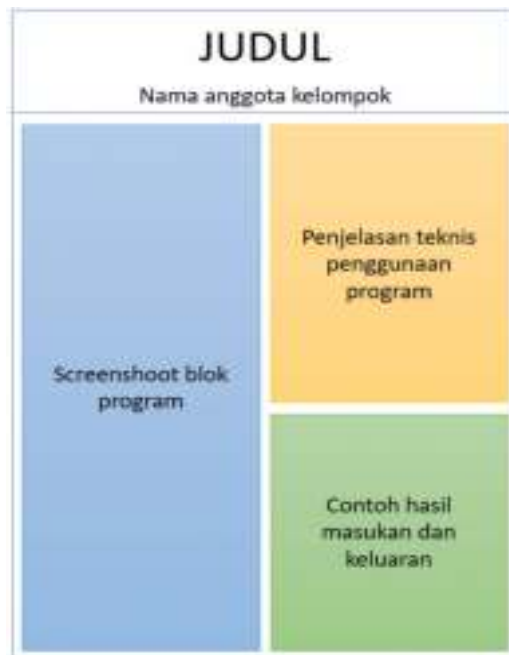 JUDUL
Nama anggota kelompok
Screenshoot blok
program
Penjelasan teknis
penggunaan
program
Contoh hasil
masukan dan
keluaran